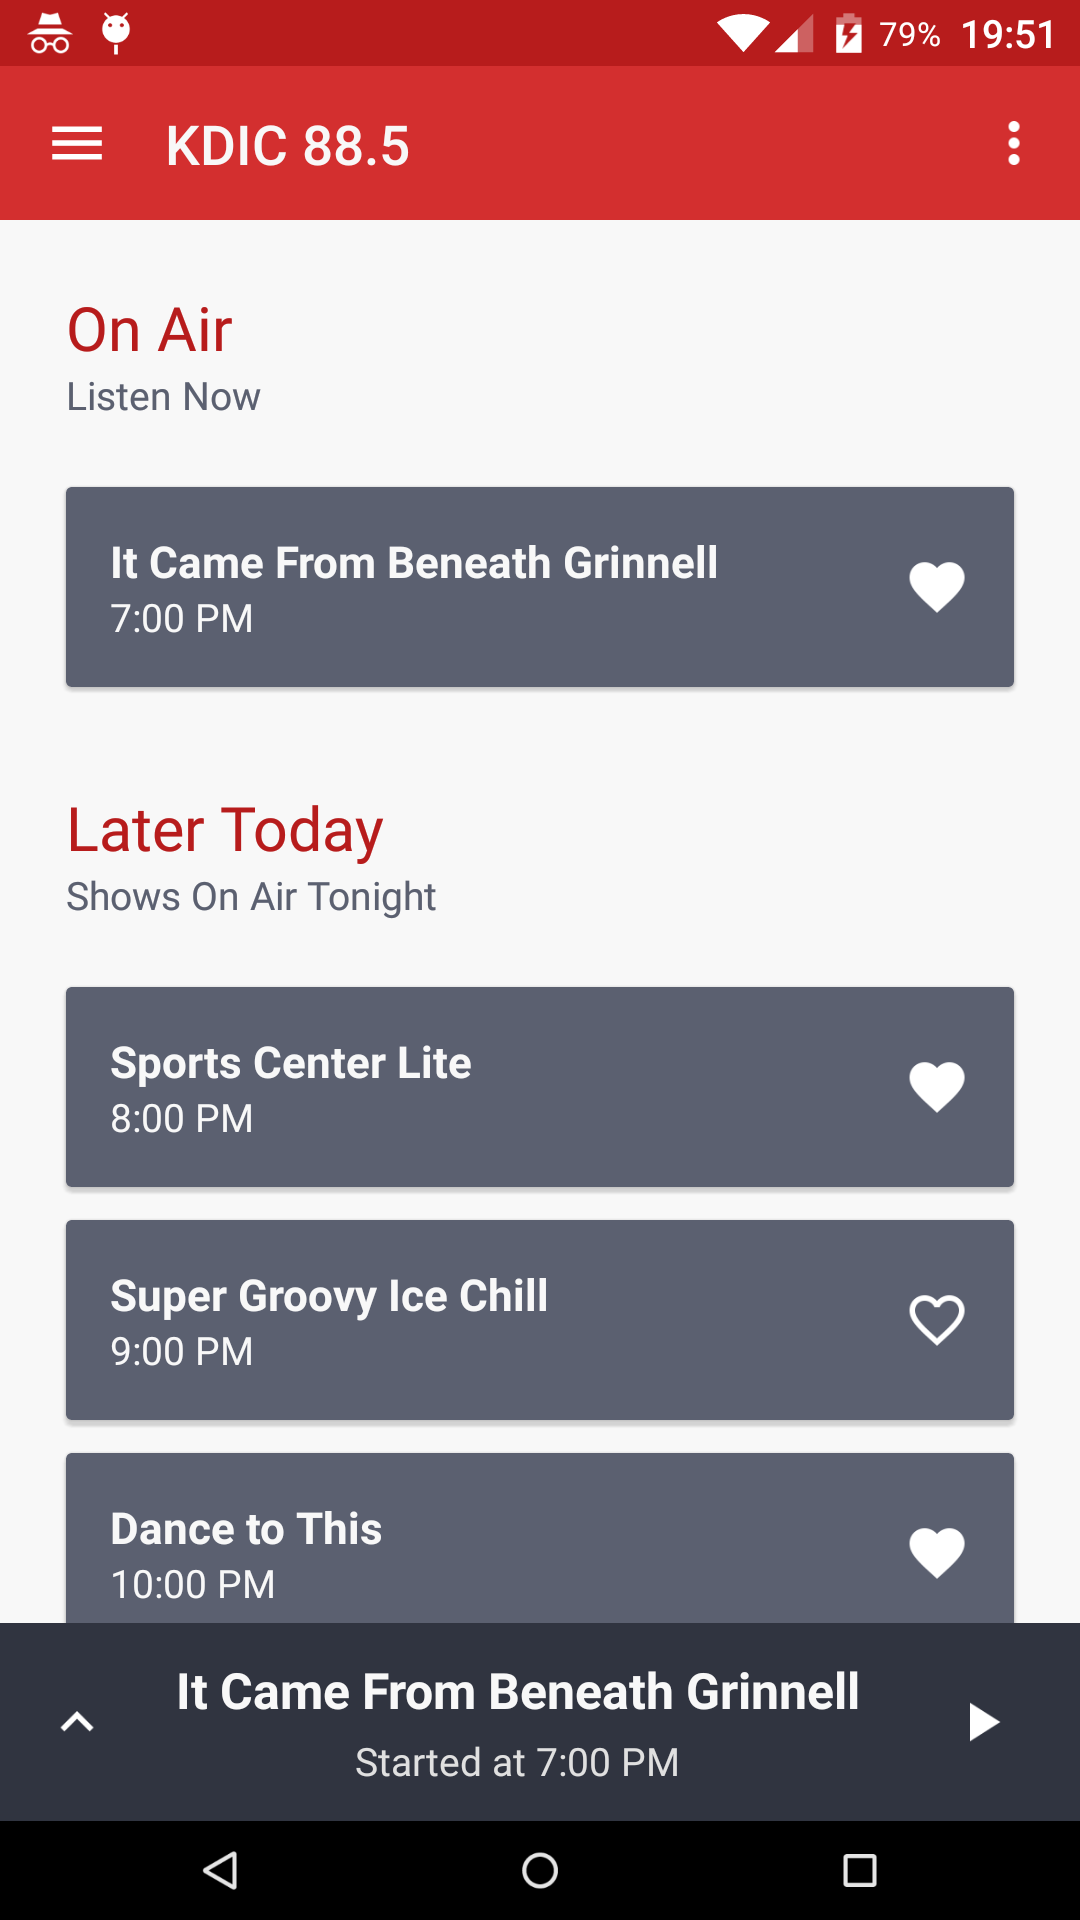 79% 19:51
KDIC 88.5
On Air
Listen Now
It Came From Beneath Grinnell
7:00 PM
Later Today
Shows On Air Tonight
Sports Center Lite
8:00 PM
Super Groovy Ice Chill
9:00 PM
Dance to This
10:00 PM
It Came From Beneath Grinnell
Started at 7:00 PM